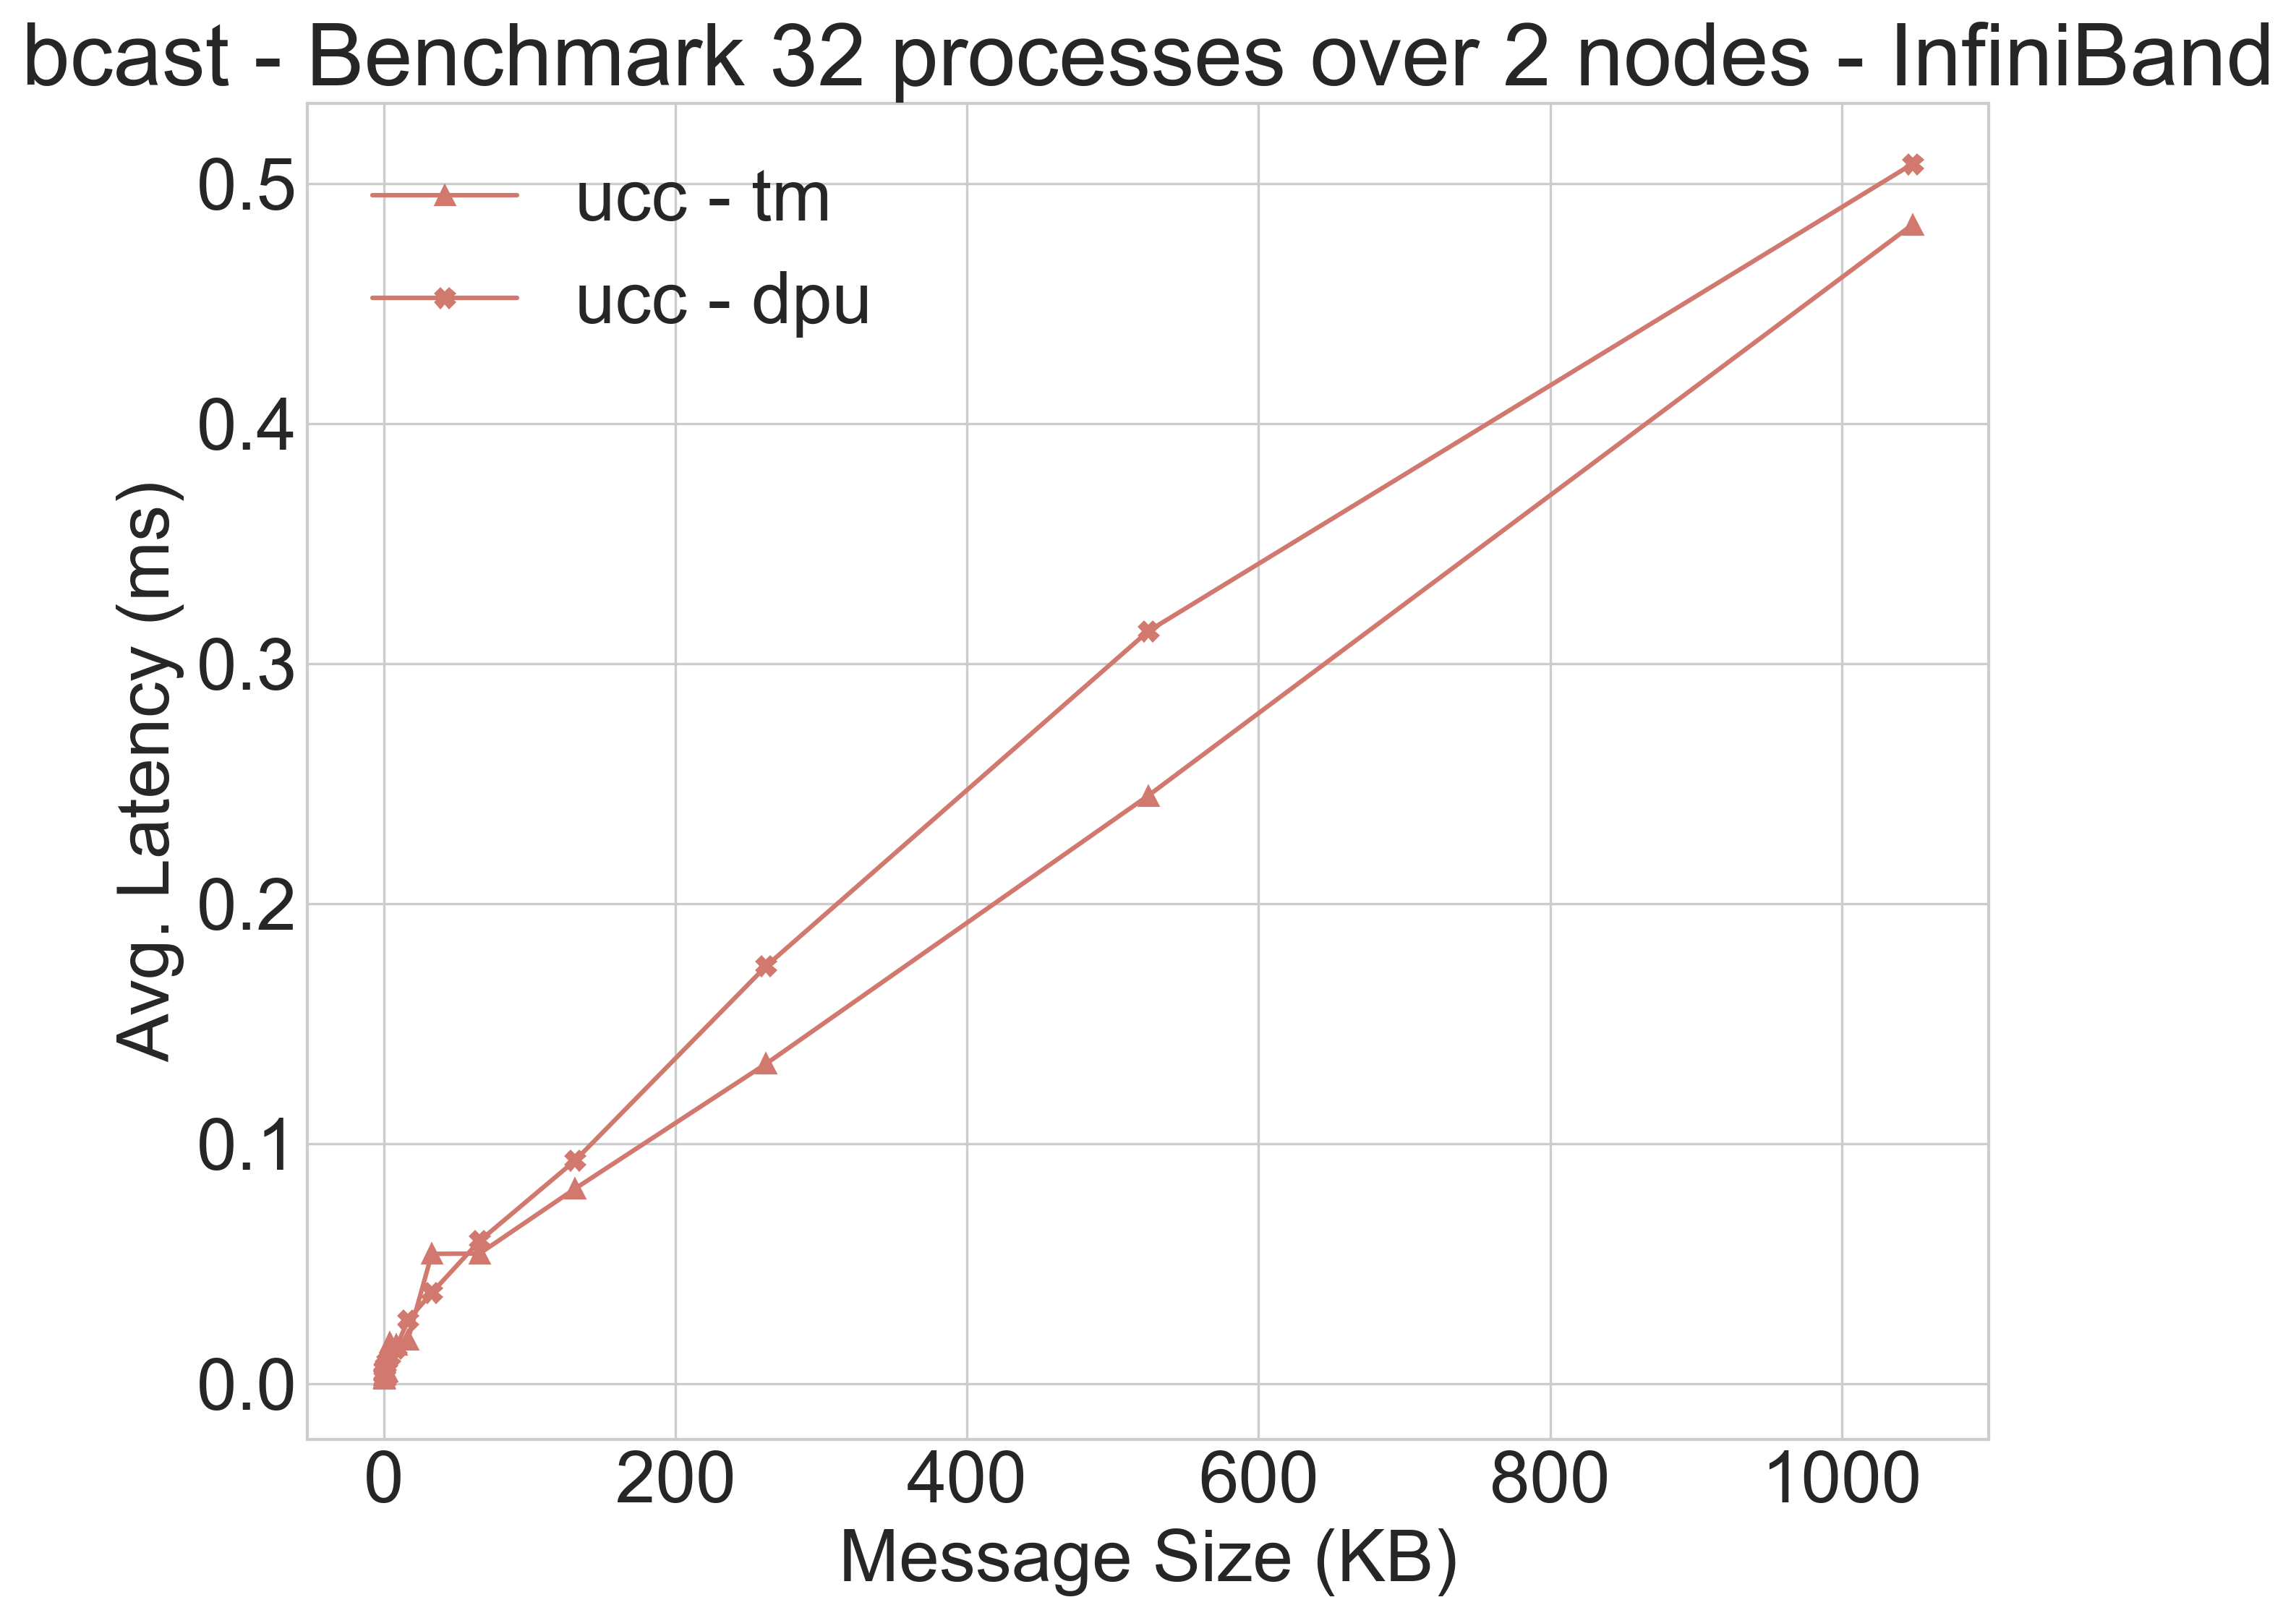 bcast - Benchmark 32 processes over 2 nodes - InfiniBand
ucc - tm
ucc - dpu
Avg. Latency (ms)
0.5
0.4
0.3
0.2
0.1
0.0
0 200 400 600 800 1000
Message Size (KB)